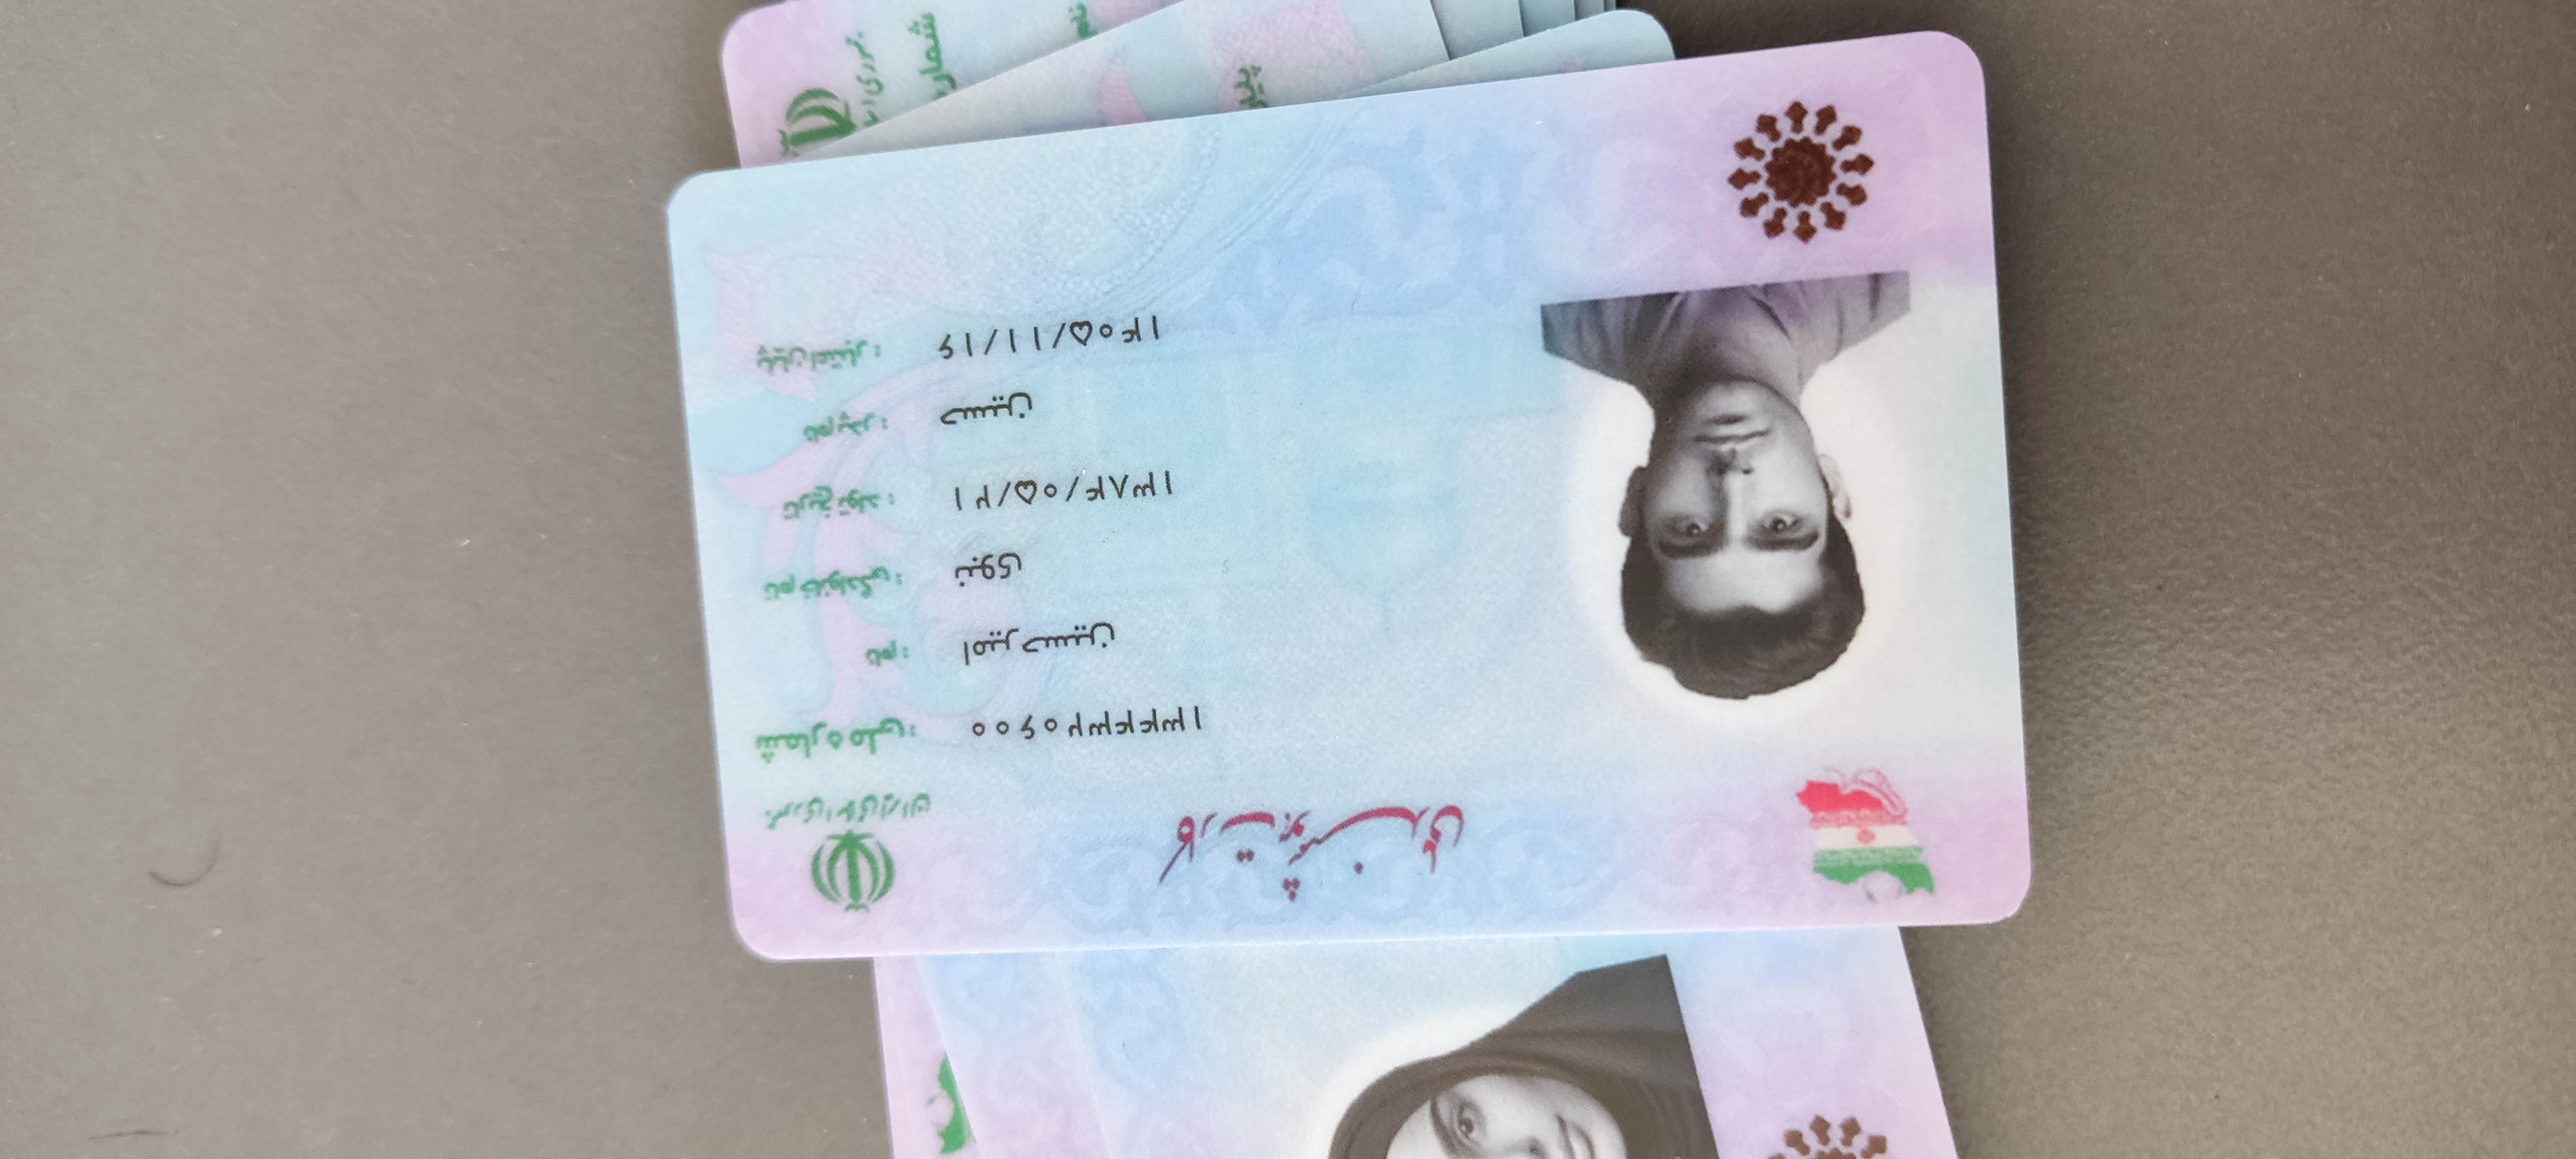 کارت هوشمند ملی
جمهوری اسلامی ایران
شماره ملی: ۱۳۴۴۳۲۰۶۰۰
نام: امیرحسین
نام خانوادگی: نبوی
تاریخ تولد: ۱۳۸۴/۰۵/۲۱
نام پدر: حسین
پایان اعتبار: ۱۴۰۵/۱۱/۱۶